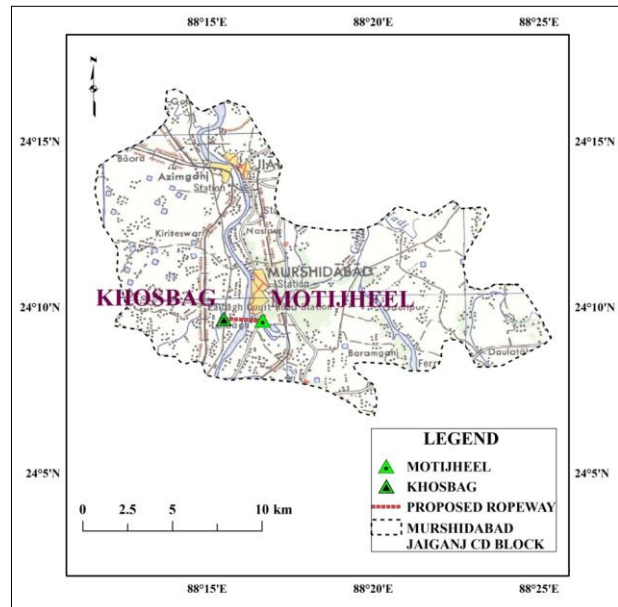 88°15'E 88°20'E 88°25'E
N
24°15'N 24°15'N
Azimganj
Station
Kiriteswar
Nasipur
MURSHIDABAD
Station
KHOSBAG MOTIJHEEL
24°10'N 24°10'N
Baramganj
Daulatab
LEGEND
MOTIJHEEL
KHOSBAG
PROPOSED ROPEWAY
MURSHIDABAD
JAIGANJ CD BLOCK
24°5'N 24°5'N
0 2.5 5 10 km
88°15'E 88°20'E 88°25'E